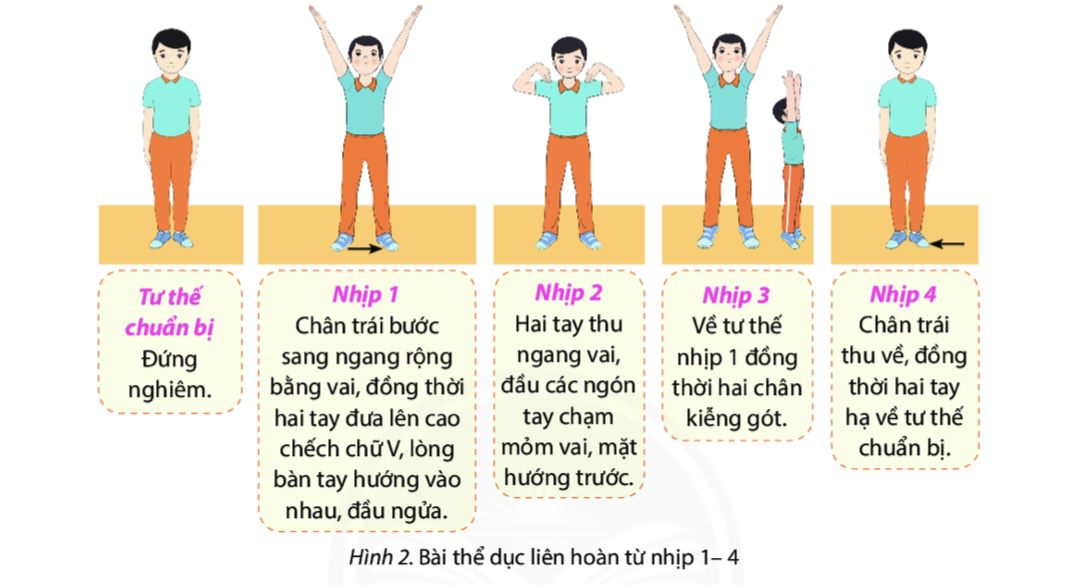 Tư thế
chuẩn bị
Đứng
nghiêm.
Nhịp 1
Chân trái bước
sang ngang rộng
bằng vai, đồng thời
hai tay đưa lên cao
chếch chữ V, lòng
bàn tay hướng vào
nhau, đầu ngửa.
Nhịp 2
Hai tay thu
ngang vai,
đầu các ngón
tay chạm
mỏm vai, mặt
hướng trước.
Nhịp 3
Về tư thế
nhịp 1 đồng
thời hai chân
kiễng gót.
Nhịp 4
Chân trái
thu về, đồng
thời hai tay
hạ về tư thế
chuẩn bị.
Hình 2. Bài thể dục liên hoàn từ nhịp 1– 4